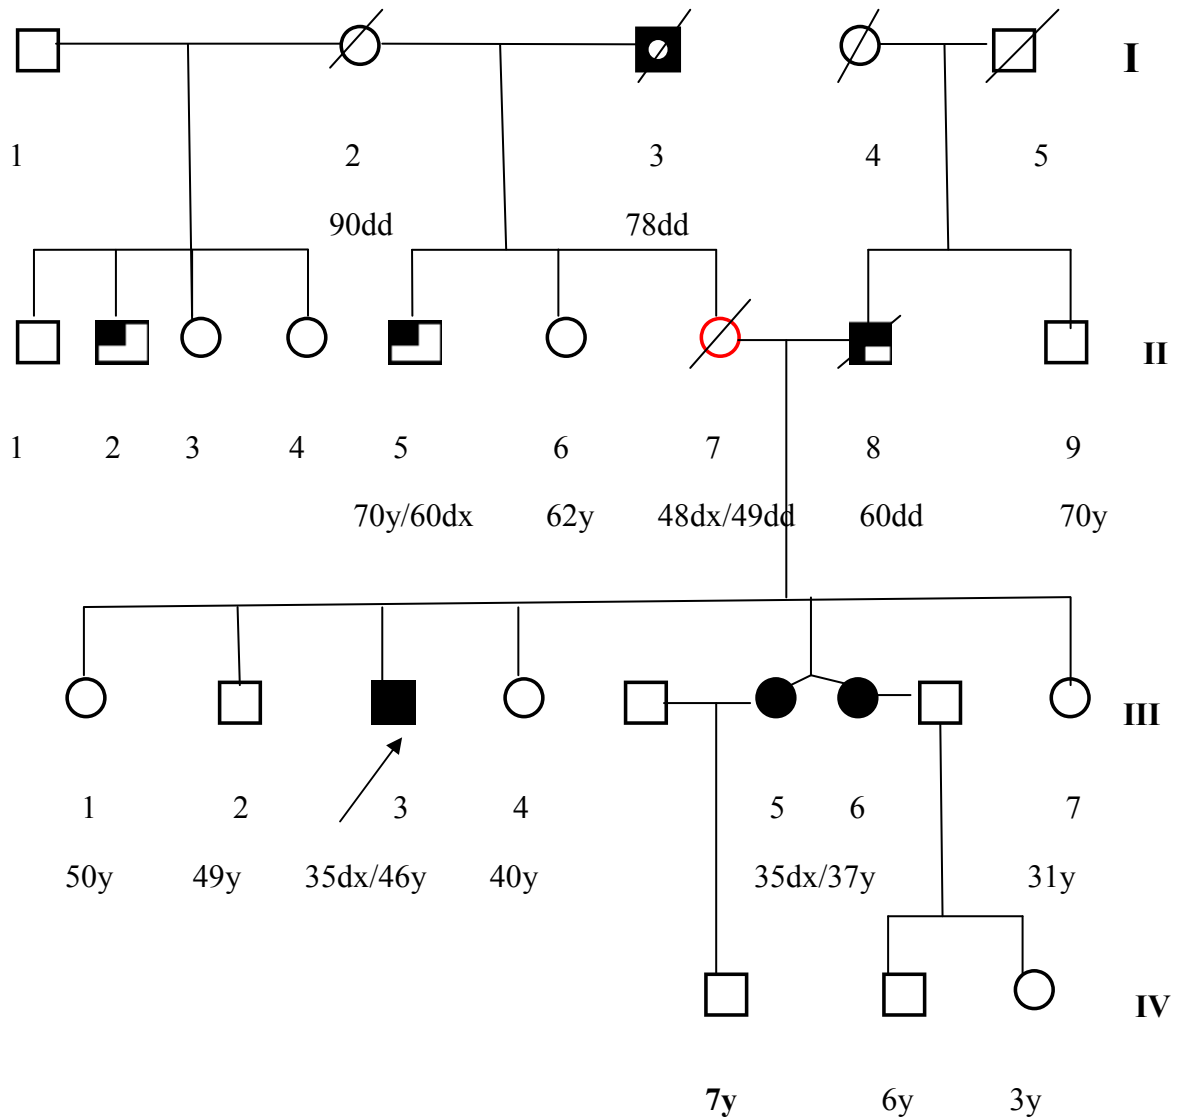 I
1 2 3 4 5
90dd 78dd
II
1 2 3 4 5 6 7 8 9
70y/60dx 62y 48dx/49dd 60dd 70y
III
1 2 3 4 5 6 7
50y 49y 35dx/46y 40y 35dx/37y 31y
IV
7y 6y 3y